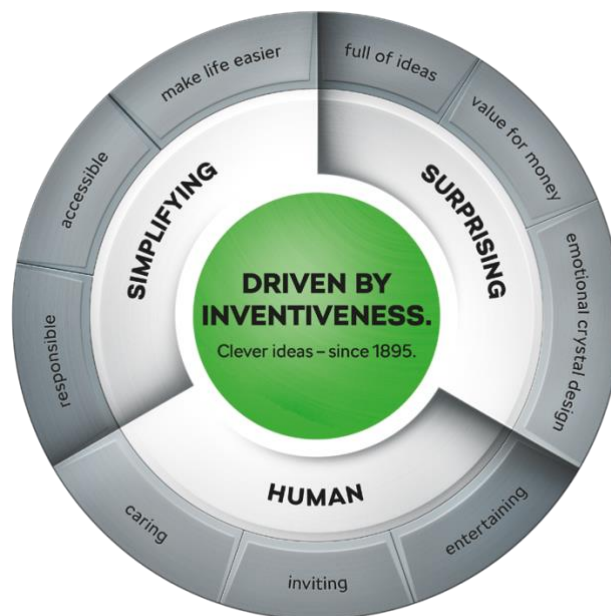 make life easier
full of ideas
value for money
accessible
SIMPLIFYING
SURPRISING
emotional crystal design
DRIVEN BY
INVENTIVENESS.
Clever ideas – since 1895.
responsible
HUMAN
caring
inviting
entertaining